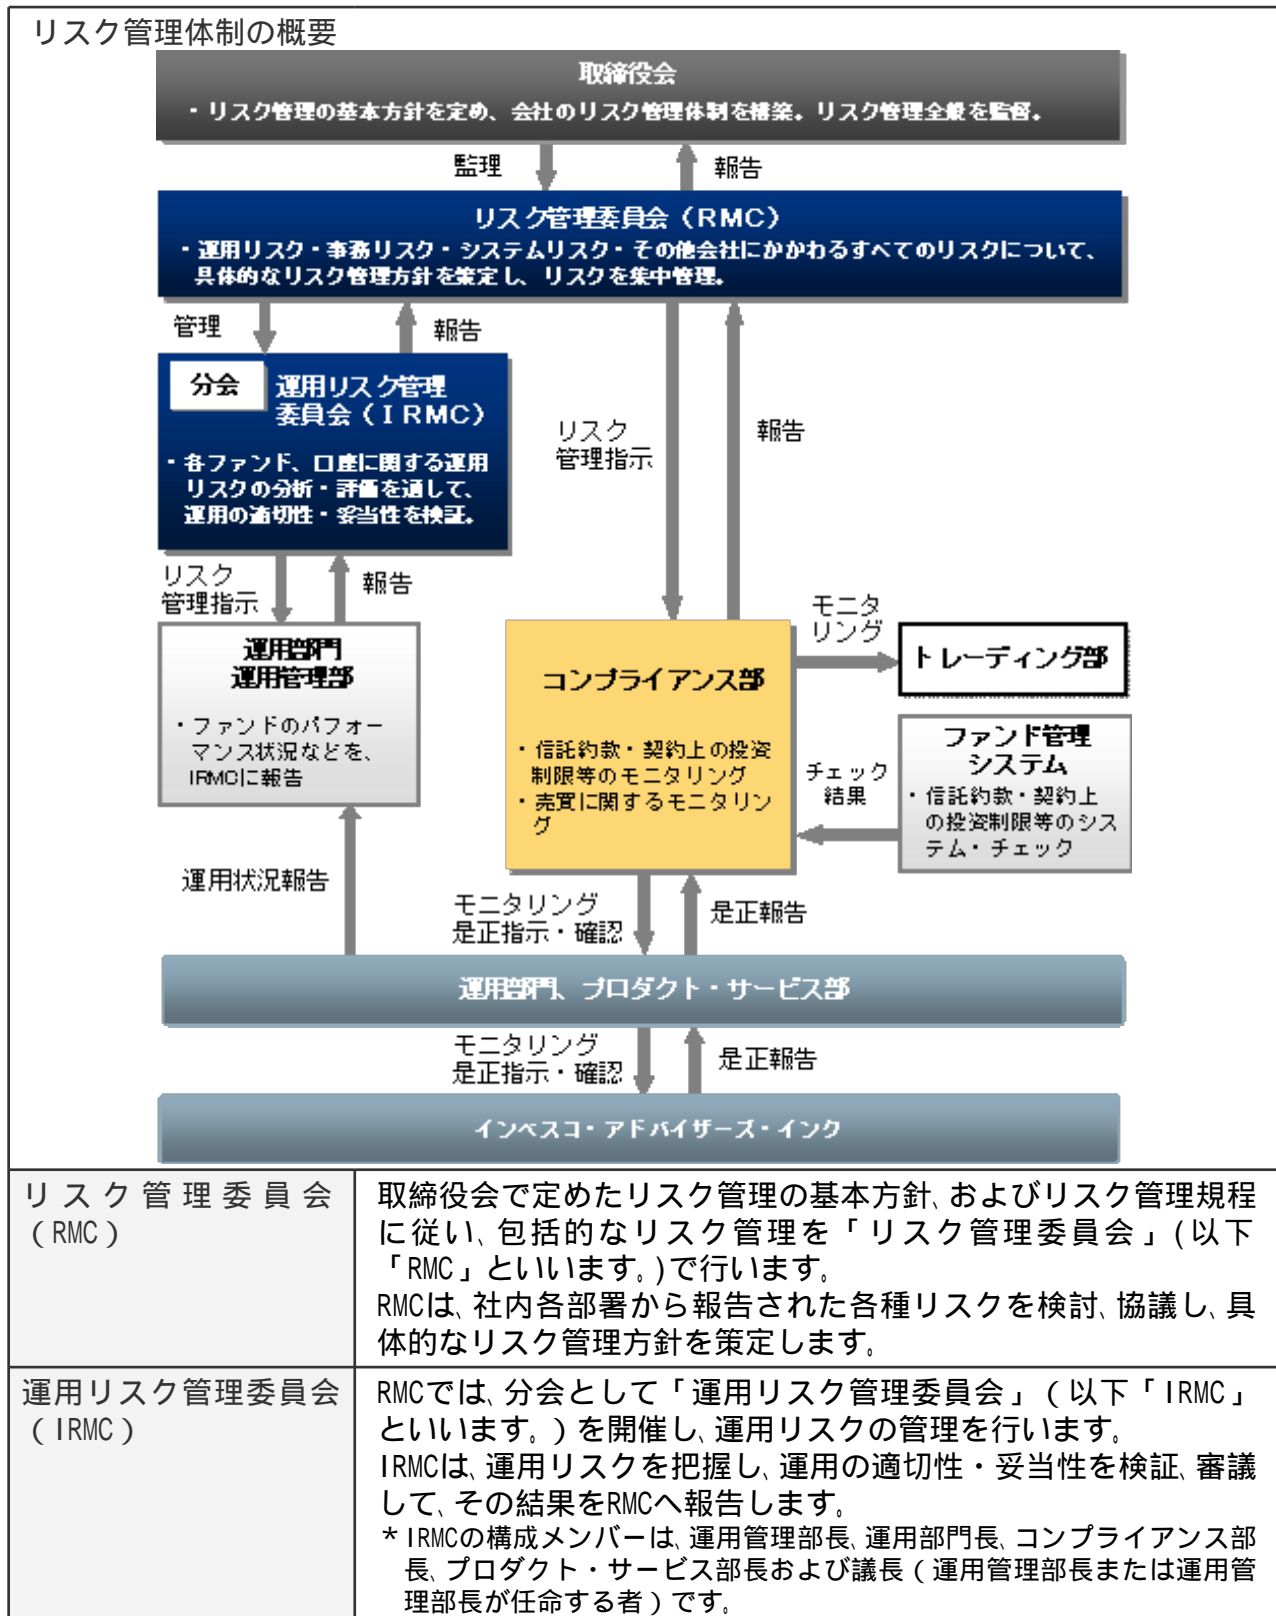 リスク管理体制の概要
取締役会
・リスク管理の基本方針を定め、会社のリスク管理体制を構築。リスク管理全般を監督。
監理
報告
リスク管理委員会（RMC）
・運用リスク・事務リスク・システムリスク・その他会社にかかわるすべてのリスクについて、
具体的なリスク管理方針を策定し、リスクを集中管理。
管理
報告
分会
運用リスク管理
委員会（IRMC）
・各ファンド、口座に関する運用
リスクの分析・評価を通して、
運用の適切性・妥当性を検証。
リスク
管理指示
報告
リスク
管理指示
報告
運用部門
運用管理部
・ファンドのパフォー
マンス状況などを、
IRMCに報告
コンプライアンス部
・信託約款・契約上の投資
制限等のモニタリング
・売買に関するモニタリン
グ
モニタ
リング
トレーディング部
ファンド管理
システム
・信託約款・契約上
の投資制限等のシス
テム・チェック
チェック
結果
運用状況報告
モニタリング
是正指示・確認
是正報告
運用部門、プロダクト・サービス部
モニタリング
是正指示・確認
是正報告
インベスコ・アドバイザーズ・インク
リスク管理委員会
（RMC）
取締役会で定めたリスク管理の基本方針、およびリスク管理規程
に従い、包括的なリスク管理を「リスク管理委員会」(以下
「RMC」といいます。)で行います。
RMCは、社内各部署から報告された各種リスクを検討、協議し、具
体的なリスク管理方針を策定します。
運用リスク管理委員会
（IRMC）
RMCでは、分会として「運用リスク管理委員会」（以下「IRMC」
といいます。）を開催し、運用リスクの管理を行います。
IRMCは、運用リスクを把握し、運用の適切性・妥当性を検証、審議
して、その結果をRMCへ報告します。
＊IRMCの構成メンバーは、運用管理部長、運用部門長、コンプライアンス部
長、プロダクト・サービス部長および議長（運用管理部長または運用管
理部長が任命する者）です。